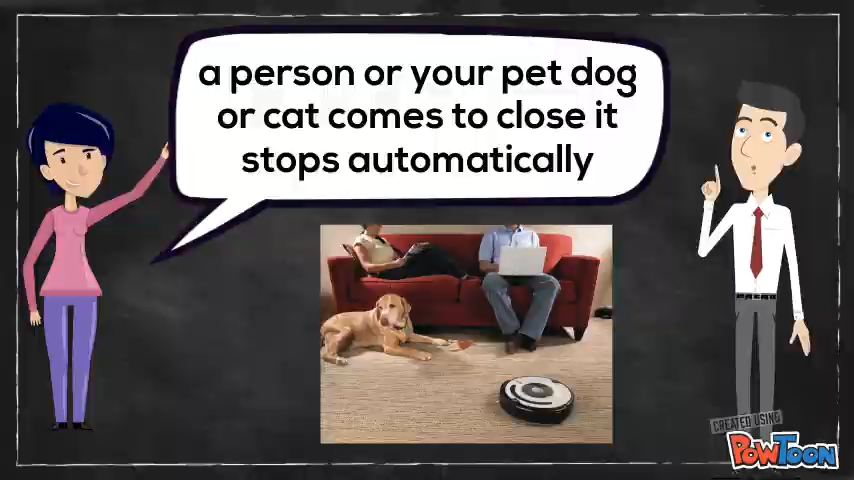 a person or your pet dog
or cat comes to close it
stops automatically
CREATED USING
POWTOON